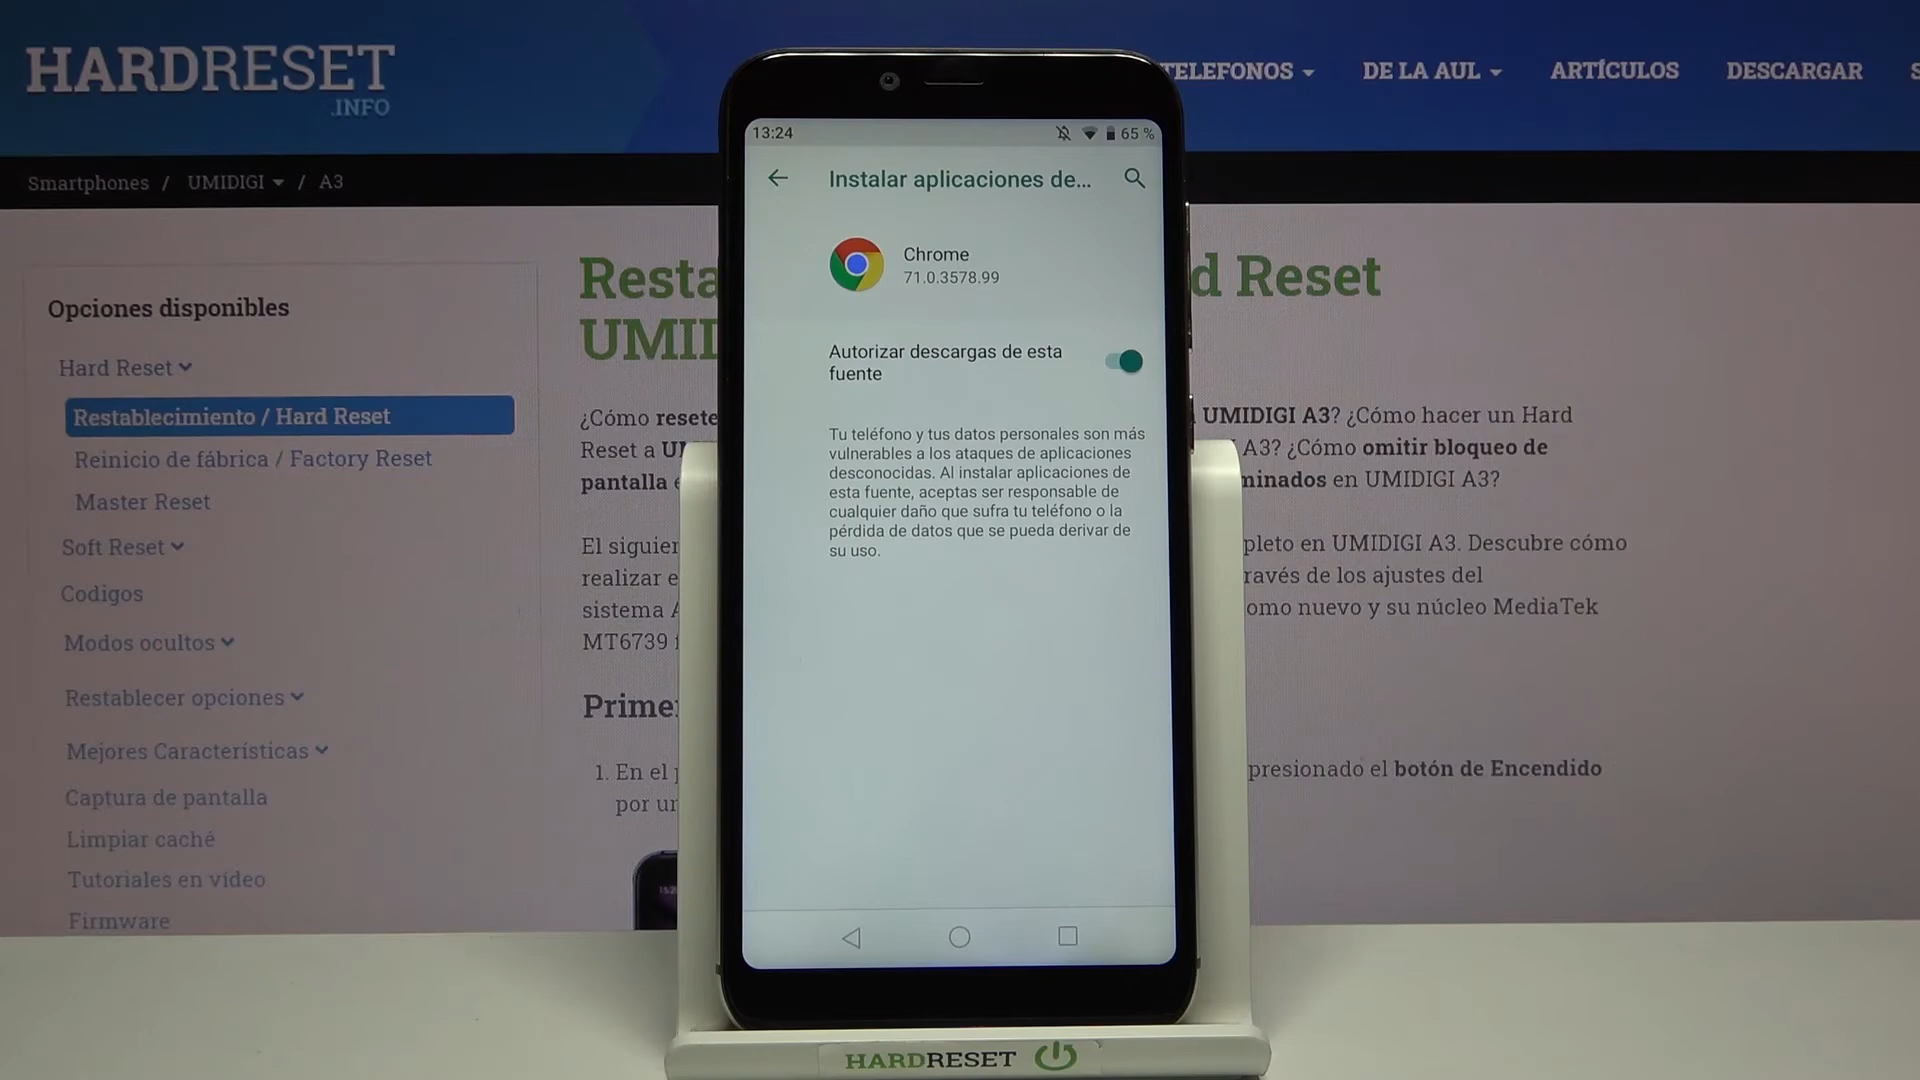 HARDRESET
.INFO
TELEFONOS
DE LA AUL
ARTÍCULOS
DESCARGAR
Smartphones / UMIDIGI / A3
Opciones disponibles
Hard Reset
Restablecimiento / Hard Reset
Reinicio de fábrica / Factory Reset
Master Reset
Soft Reset
Codigos
Modos ocultos
Restablecer opciones
Mejores Características
Captura de pantalla
Limpiar caché
Tutoriales en vídeo
Firmware
Hard Reset
¿Cómo
Reset a
pantalla
El siguien
realizar e
sistema
MT6739
1. En el
por un
13:24
65 %
Instalar aplicaciones de...
Chrome
71.0.3578.99
Autorizar descargas de esta
fuente
Tu teléfono y tus datos personales son más
vulnerables a los ataques de aplicaciones
desconocidas. Al instalar aplicaciones de
esta fuente, aceptas ser responsable de
cualquier daño que sufra tu teléfono o la
pérdida de datos que se pueda derivar de
su uso.
UMIDIGI A3? ¿Cómo hacer un Hard
A3? ¿Cómo omitir bloqueo de
minados en UMIDIGI A3?
pleto en UMIDIGI A3. Descubre cómo
ravés de los ajustes del
omo nuevo y su núcleo MediaTek
presionado el botón de Encendido
HARDRESET